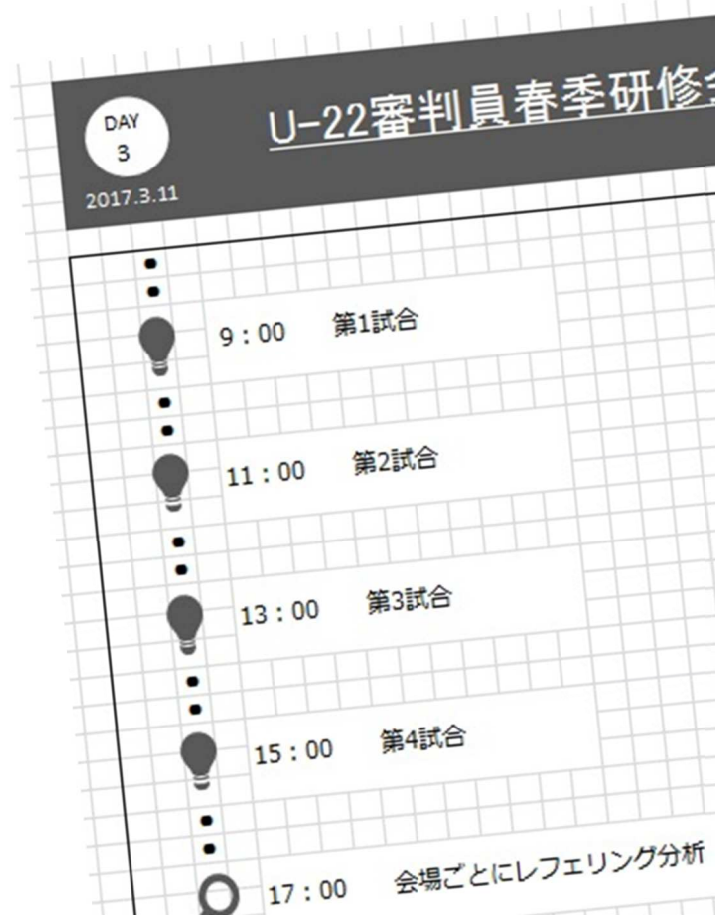 DAY
3
2017.3.11
U-22審判員春季研修
9：00 第1試合
11：00 第2試合
13：00 第3試合
15：00 第4試合
17：00 会場ごとにレフェリング分析